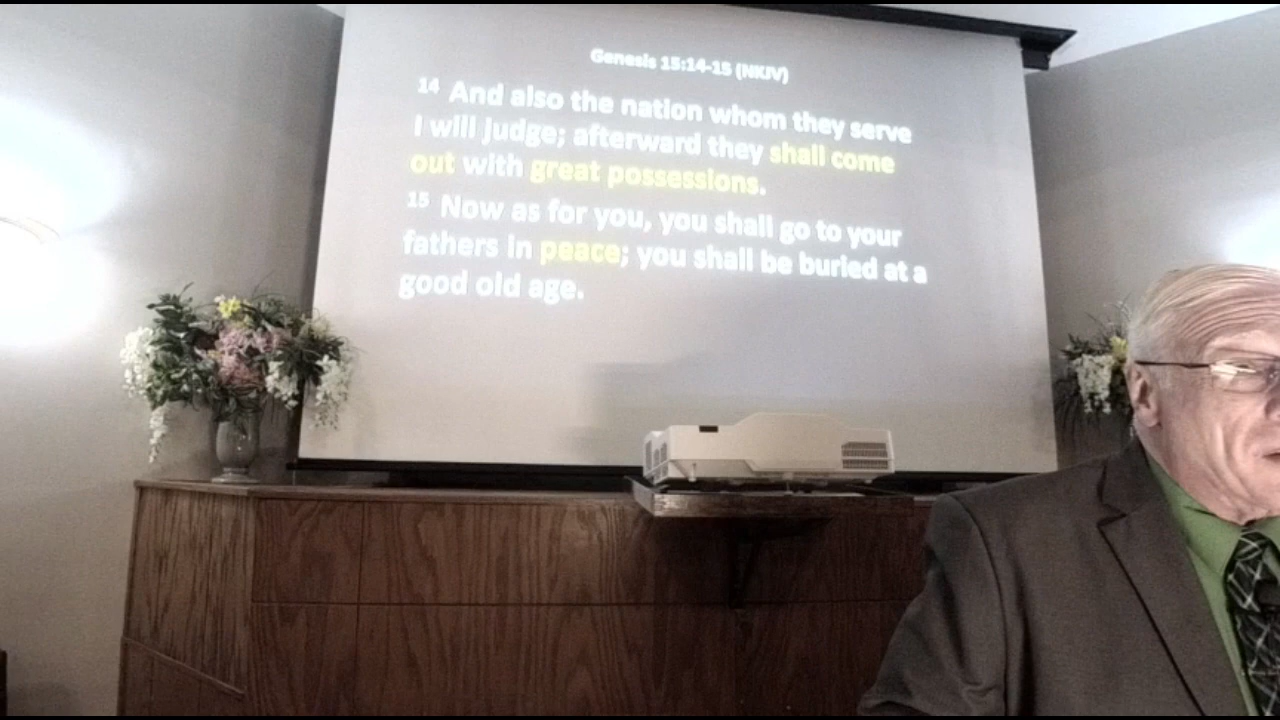 Genesis 15:14-15 (NKJV)
14 And also the nation whom they serve
I will judge; afterward they shall come
out with great possessions.
15 Now as for you, you shall go to your
fathers in peace; you shall be buried at a
good old age.